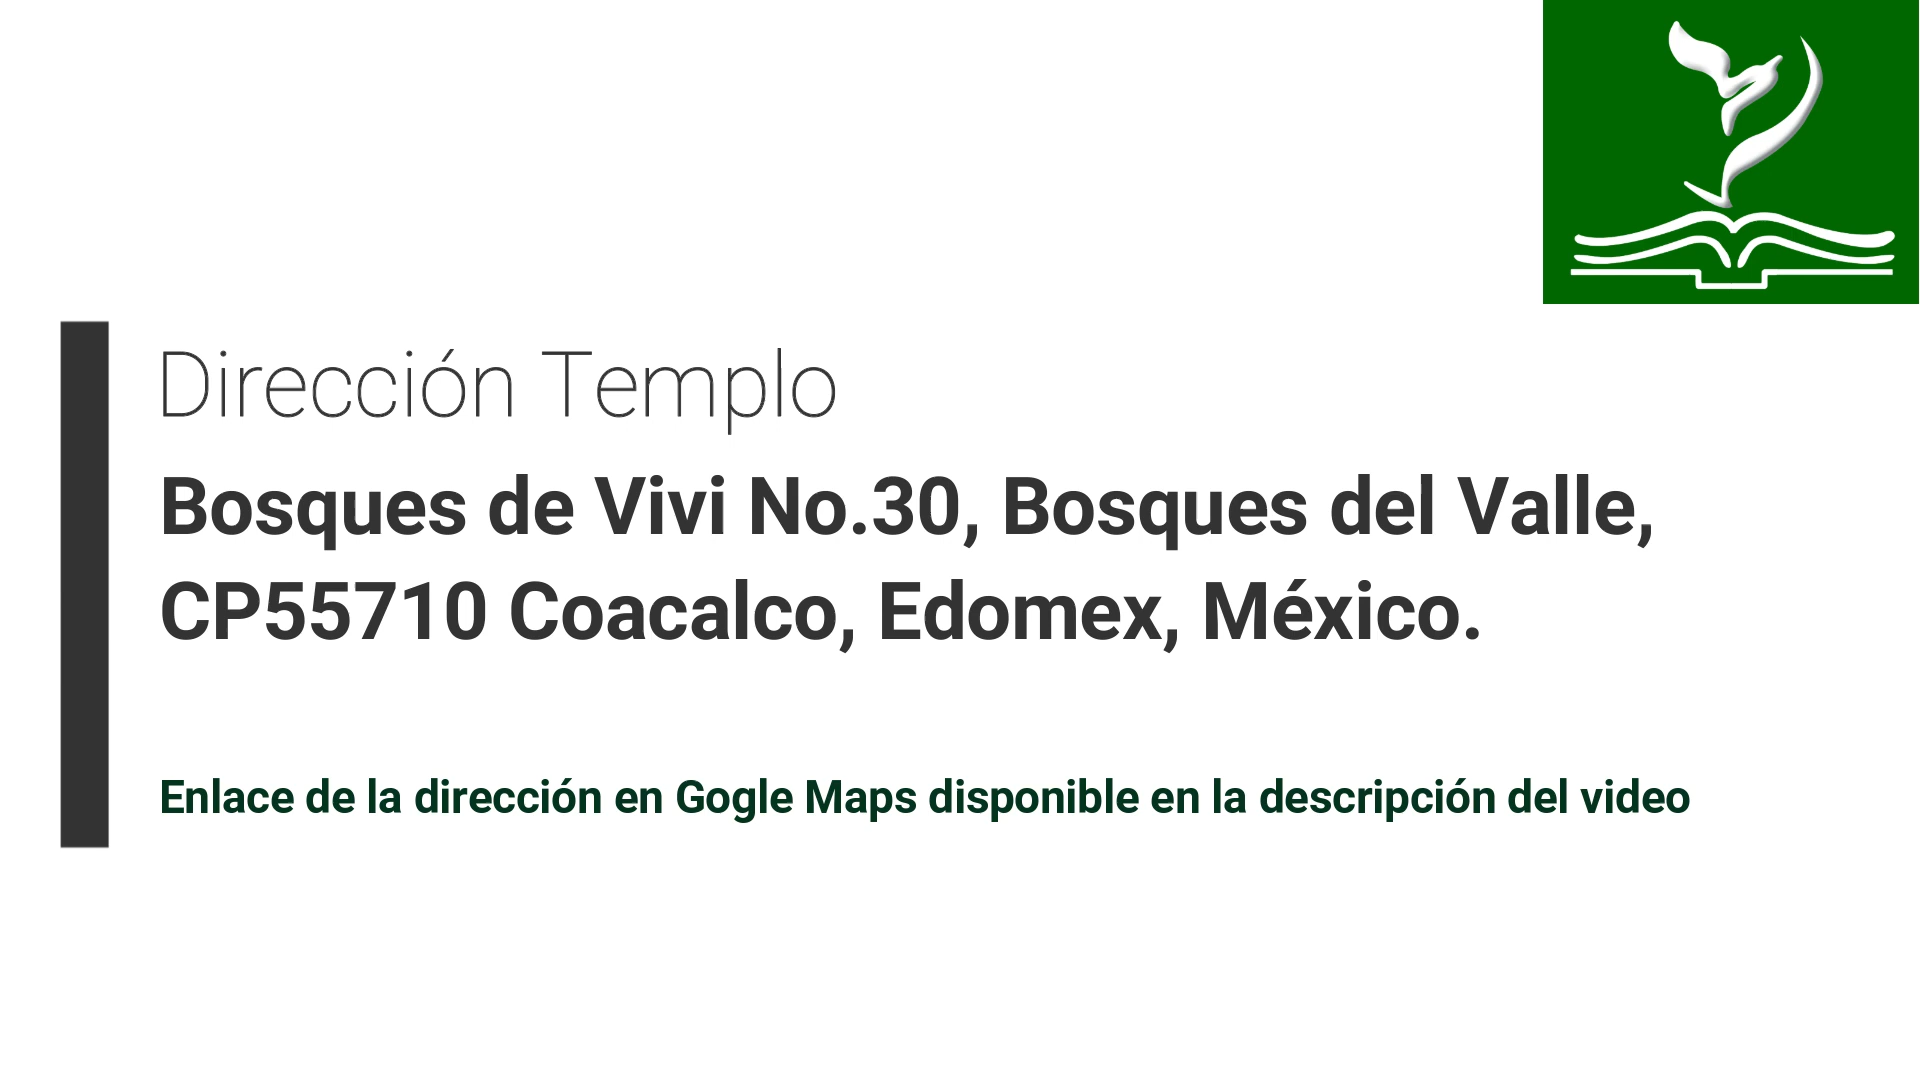 Dirección Templo
Bosques de Vivi No.30, Bosques del Valle,
CP55710 Coacalco, Edomex, México.
Enlace de la dirección en Gogle Maps disponible en la descripción del video